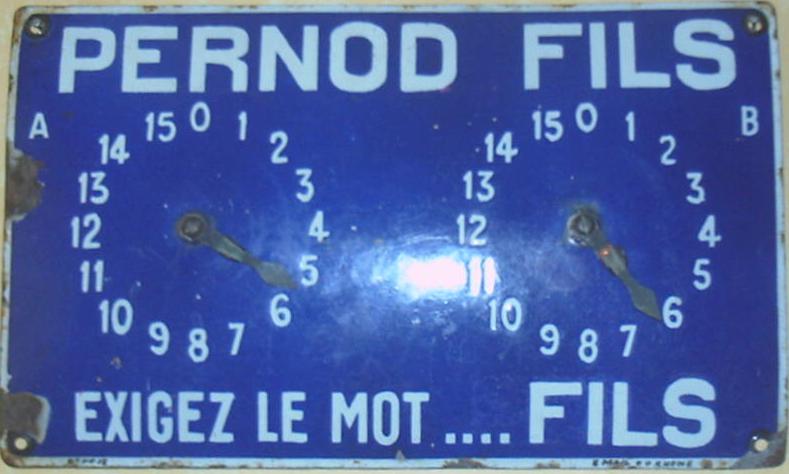 PERNOD FILS
A
B
0 1 2 3 4 5 6 7 8 9 10 11 12 13 14 15
0 1 2 3 4 5 6 7 8 9 10 11 12 13 14 15
EXIGEZ LE MOT .... FILS